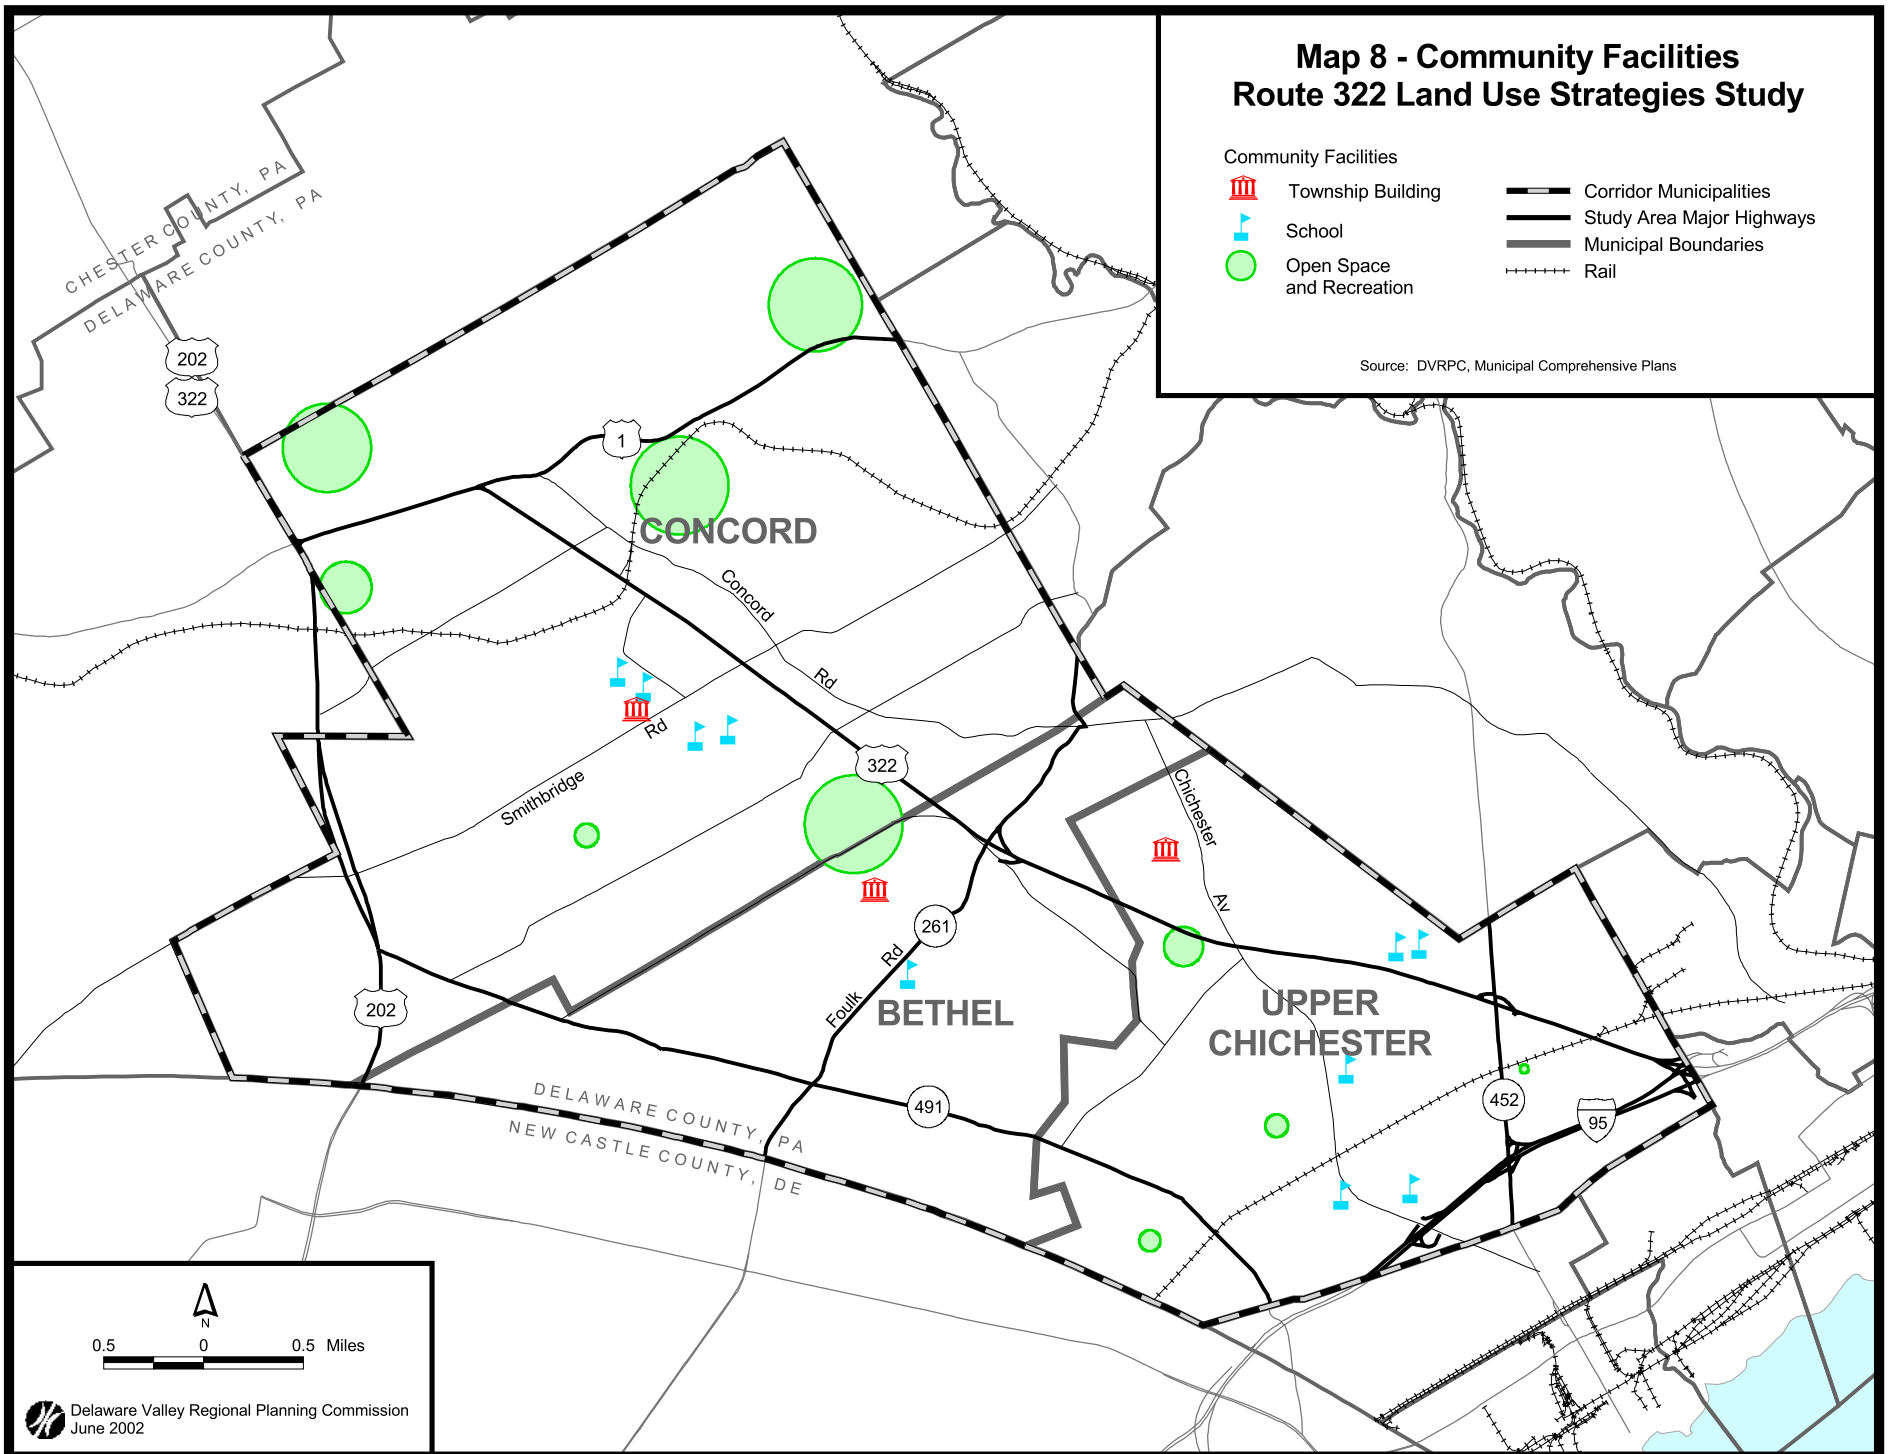 Map 8 - Community Facilities
Route 322 Land Use Strategies Study
Community Facilities
Township Building
School
Open Space
and Recreation
Corridor Municipalities
Study Area Major Highways
Municipal Boundaries
Rail
Source:  DVRPC, Municipal Comprehensive Plans
CHESTER COUNTY, PA
DELAWARE COUNTY, PA
202
322
1
CONCORD
Concord
Rd
Rd
Smithbridge
322
Chichester
Av
261
Rd
Foulk
BETHEL
UPPER
CHICHESTER
202
491
452
95
DELAWARE COUNTY, PA
NEW CASTLE COUNTY, DE
N
0.5 0 0.5 Miles
Delaware Valley Regional Planning Commission
June 2002